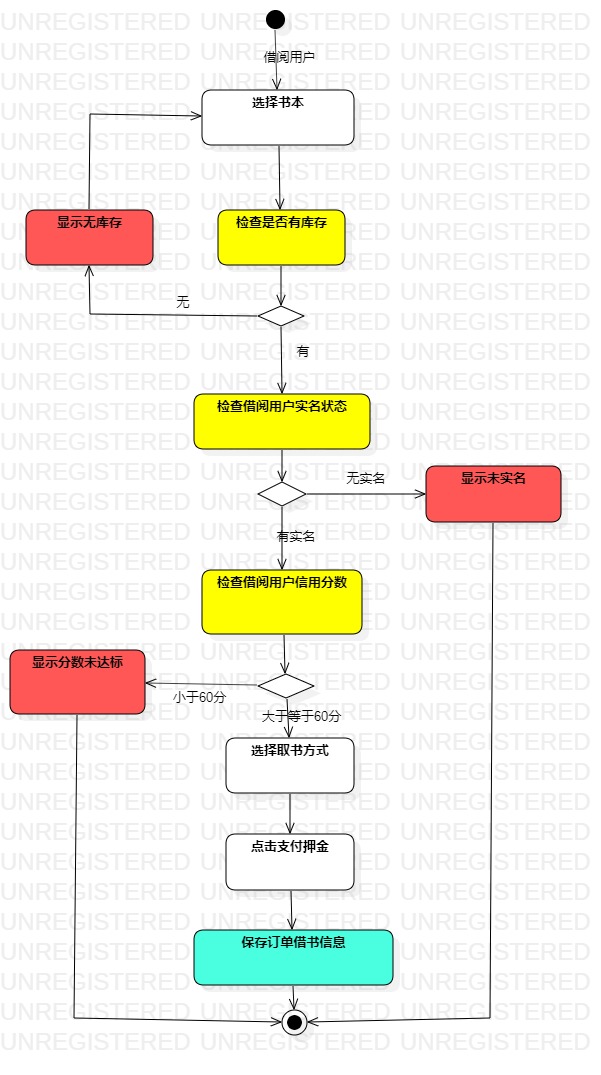 借阅用户
选择书本
显示无库存
检查是否有库存
无
有
检查借阅用户实名状态
无实名
显示未实名
有实名
检查借阅用户信用分数
显示分数未达标
小于60分
大于等于60分
选择取书方式
点击支付押金
保存订单借书信息
UNREGISTERED